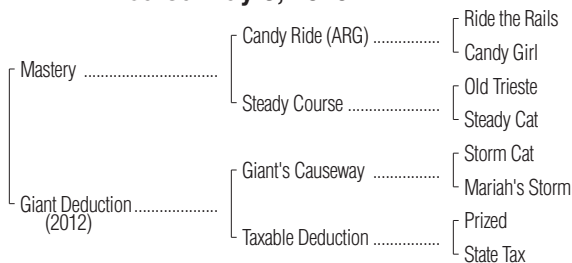 Ride the Rails
Candy Ride (ARG) ................
Candy Girl
Mastery ................................
Old Trieste
Steady Course ......................
Steady Cat
Storm Cat
Giant's Causeway ................
Mariah's Storm
Giant Deduction ....................
(2012)
Prized
Taxable Deduction ................
State Tax